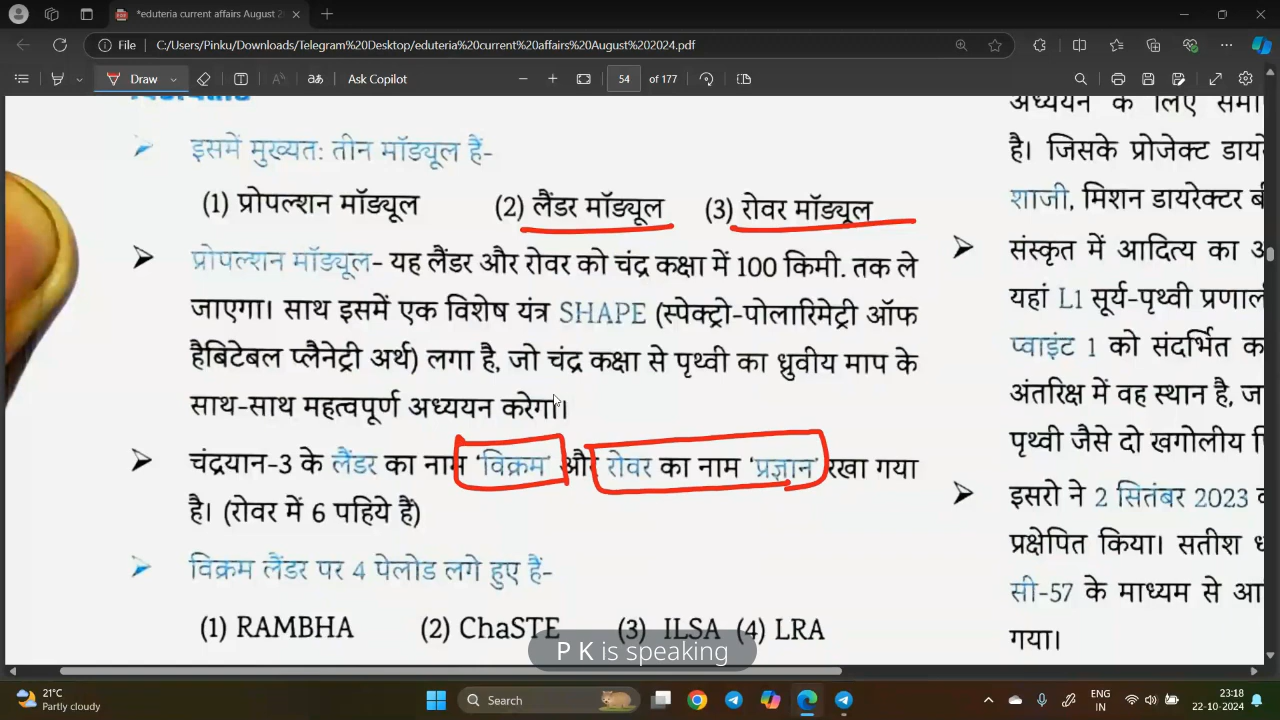 *eduteria current affairs August 2
File
C:/Users/Pinku/Downloads/Telegram%20Desktop/eduteria%20current%20affairs%20August%202024.pdf
Draw
Ask Copilot
54 of 177
इसमें मुख्यतः तीन मॉड्यूल हैं-
(1) प्रोपल्शन मॉड्यूल (2) लैंडर मॉड्यूल (3) रोवर मॉड्यूल
प्रोपल्शन मॉड्यूल- यह लैंडर और रोवर को चंद्र कक्षा में 100 किमी. तक ले
जाएगा। साथ इसमें एक विशेष यंत्र SHAPE (स्पेक्ट्रो-पोलारिमेट्री ऑफ
हैबिटेबल प्लैनेट्री अर्थ) लगा है, जो चंद्र कक्षा से पृथ्वी का ध्रुवीय माप के
साथ-साथ महत्वपूर्ण अध्ययन करेगा।
चंद्रयान-3 के लैंडर का नाम 'विक्रम' और रोवर का नाम 'प्रज्ञान' रखा गया
है। (रोवर में 6 पहिये हैं)
विक्रम लैंडर पर 4 पेलोड लगे हुए हैं-
(1) RAMBHA (2) ChaSTE (3) ILSA (4) LRA
अध्ययन के लिए समा
है। जिसके प्रोजेक्ट डायरे
शाजी, मिशन डायरेक्टर बी
संस्कृत में आदित्य का अ
यहां L1 सूर्य-पृथ्वी प्रणाल
प्वाइंट 1 को संदर्भित क
अंतरिक्ष में वह स्थान है, ज
पृथ्वी जैसे दो खगोलीय
इसरो ने 2 सितंबर 2023
प्रक्षेपित किया। सतीश
सी-57 के माध्यम से आ
गया।
P K is speaking
21°C
Partly cloudy
Search
ENG
IN
23:18
22-10-2024